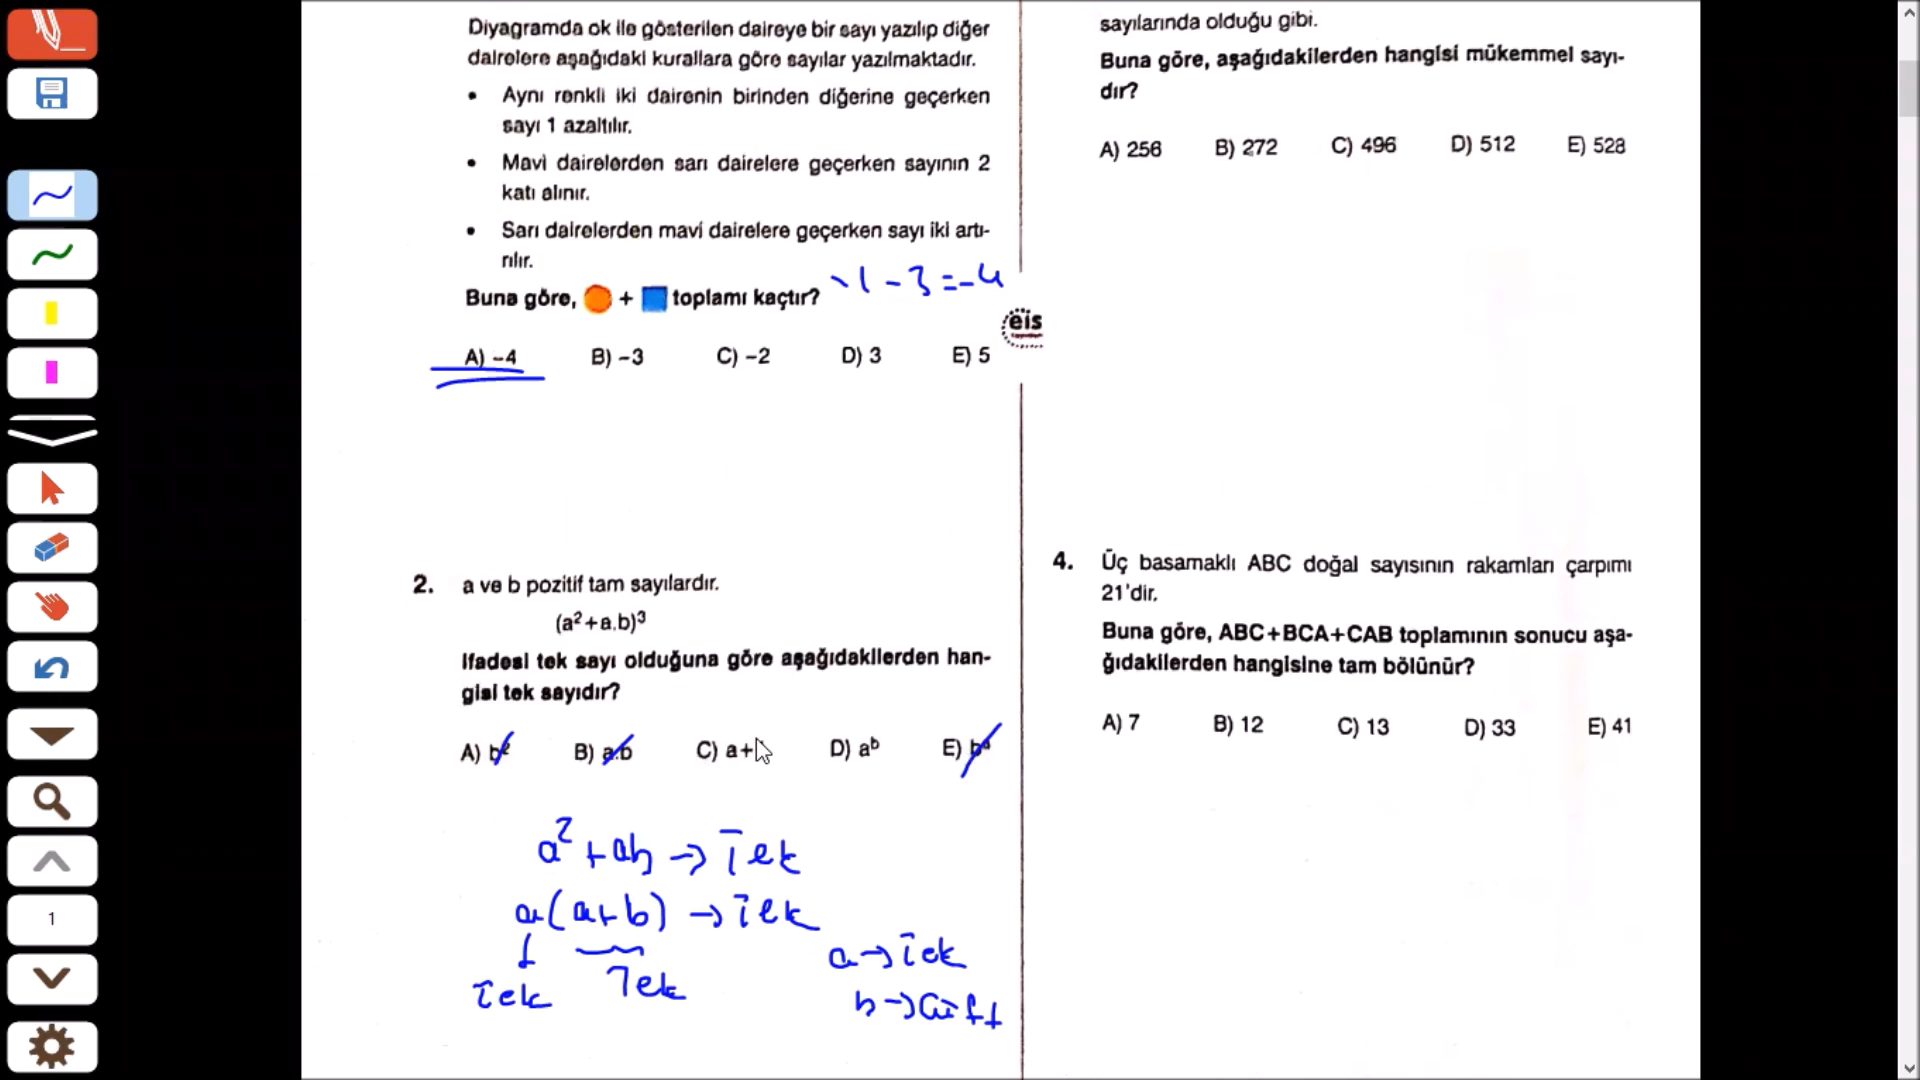 Diyagramda ok ile gösterilen daireye bir sayı yazılıp diğer
dairelere aşağıdaki kurallara göre sayılar yazılmaktadır.
• Aynı renkli iki dairenin birinden diğerine geçerken
sayı 1 azaltılır.
• Mavi dairelerden sarı dairelere geçerken sayının 2
katı alınır.
• Sarı dairelerden mavi dairelere geçerken sayı iki artı-
rılır.
-1-3=-4
Buna göre, + toplamı kaçtır?
A) -4 B) -3 C) -2 D) 3 E) 5
2. a ve b pozitif tam sayılardır.
(a²+a.b)³
ifadesi tek sayı olduğuna göre aşağıdakilerden han-
gisi tek sayıdır?
A) b² B) a.b C) a+ D) aᵇ E) bᵃ
a²+ab→Tek
a(a+b)→Tek
Tek Tek
a→Tek
b→Çift
eis
sayılarında olduğu gibi.
Buna göre, aşağıdakilerden hangisi mükemmel sayı-
dır?
A) 256 B) 272 C) 496 D) 512 E) 528
4. Üç basamaklı ABC doğal sayısının rakamları çarpımı
21'dir.
Buna göre, ABC+BCA+CAB toplamının sonucu aşa-
ğıdakilerden hangisine tam bölünür?
A) 7 B) 12 C) 13 D) 33 E) 41
1